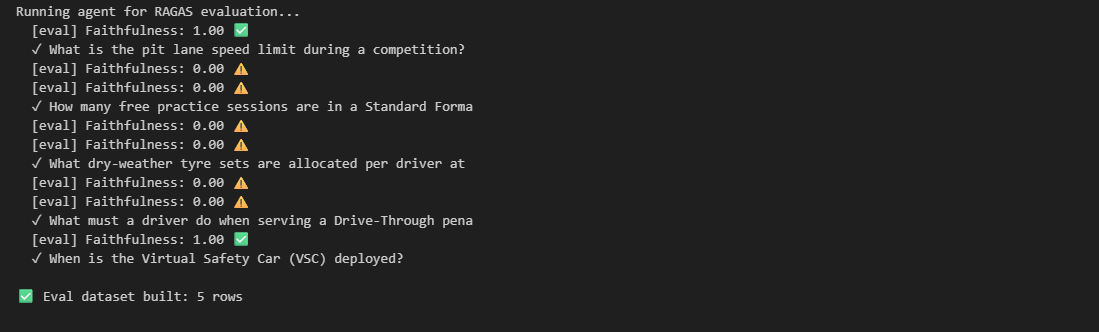 Running agent for RAGAS evaluation...
[eval] Faithfulness: 1.00 ✅
✓ What is the pit lane speed limit during a competition?
[eval] Faithfulness: 0.00 ⚠️
[eval] Faithfulness: 0.00 ⚠️
✓ How many free practice sessions are in a Standard Forma
[eval] Faithfulness: 0.00 ⚠️
[eval] Faithfulness: 0.00 ⚠️
✓ What dry-weather tyre sets are allocated per driver at
[eval] Faithfulness: 0.00 ⚠️
[eval] Faithfulness: 0.00 ⚠️
✓ What must a driver do when serving a Drive-Through pena
[eval] Faithfulness: 1.00 ✅
✓ When is the Virtual Safety Car (VSC) deployed?
✅ Eval dataset built: 5 rows